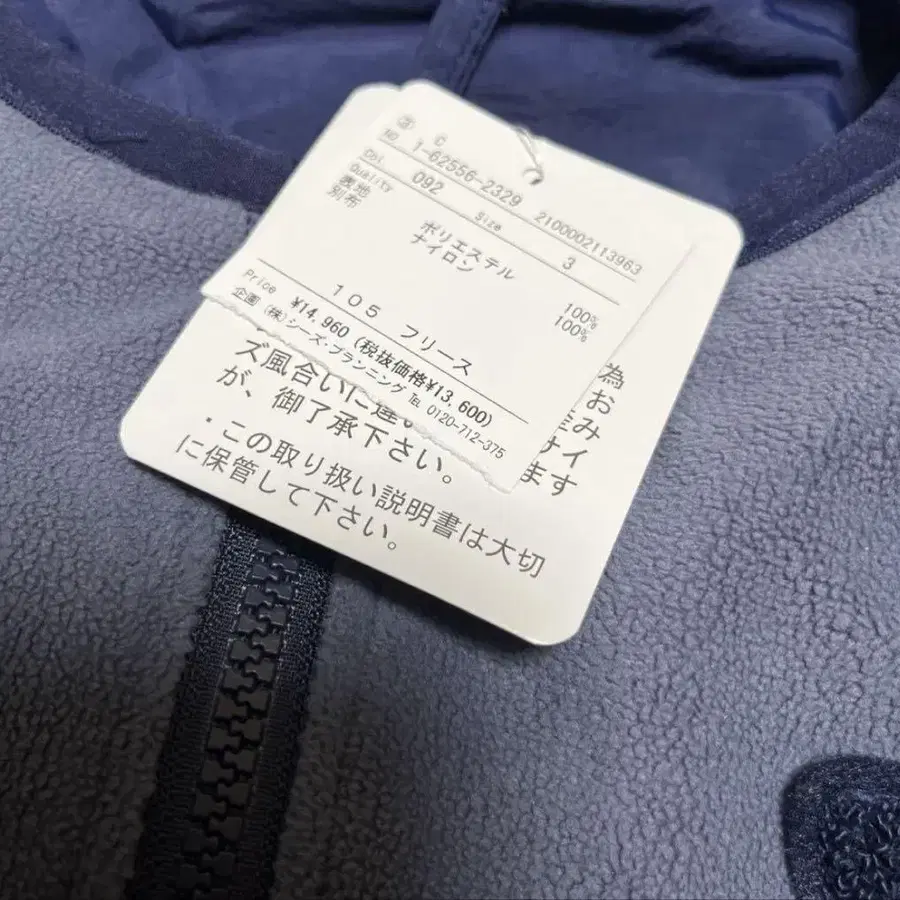 ③ C
NO 1-62556-2329 2100002113963
Col. 092 Size 3
Quality
表地 ポリエステル 100%
別布 ナイロン 100%
105 フリース
Price ¥14,960 (税抜価格¥13,600)
企画 (株)シーズ・プランニング TEL 0120-712-375
為
おみ
サイ
ズ風合いに違 ます
が、御了承下さい。
・この取り扱い説明書は大切
に保管して下さい。